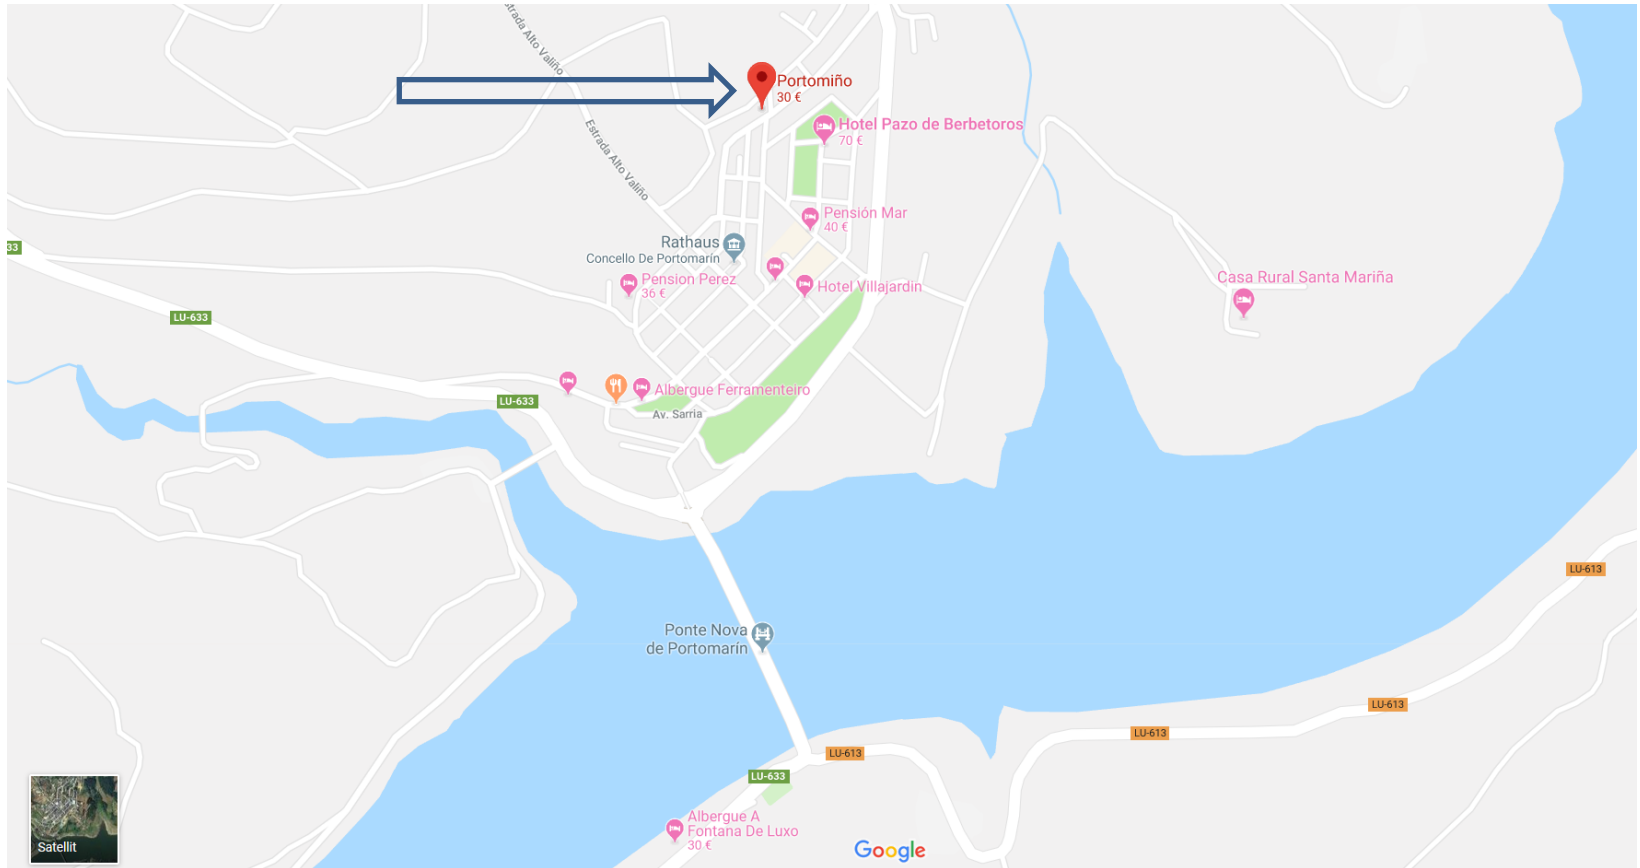 Estrada Alto Valiño
Portomiño
30 €
Hotel Pazo de Berbetoros
70 €
Estrada Alto Valiño
Pensión Mar
40 €
Rathaus
Concello De Portomarín
33
Pension Perez
36 €
Hotel Villajardin
Casa Rural Santa Mariña
LU-633
Albergue Ferramenteiro
LU-633
Av. Sarria
LU-613
Ponte Nova
de Portomarín
LU-613
LU-613
LU-613
LU-633
Albergue A
Fontana De Luxo
30 €
Satellit
Google